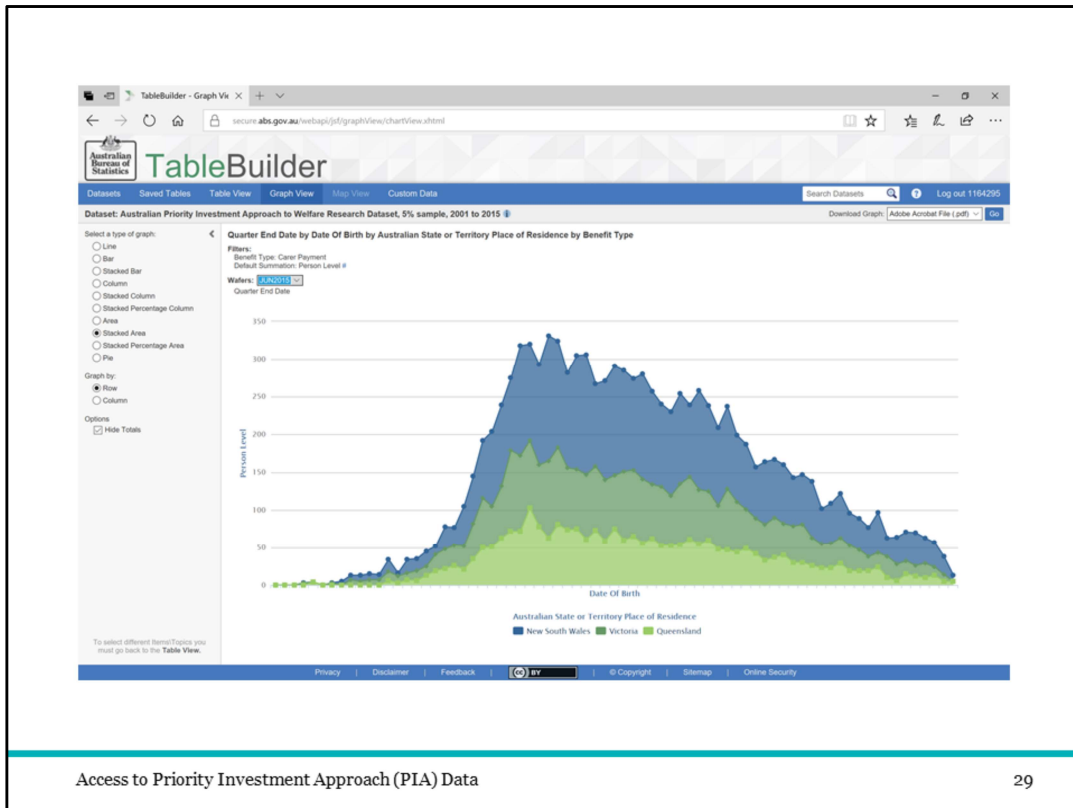 TableBuilder - Graph Vie
secure.abs.gov.au/webapi/jsf/graphView/chartView.xhtml
Australian
Bureau of
Statistics
TableBuilder
Datasets Saved Tables Table View Graph View Map View Custom Data Search Datasets Log out 1164295
Dataset: Australian Priority Investment Approach to Welfare Research Dataset, 5% sample, 2001 to 2015 Download Graph: Adobe Acrobat File (.pdf) Go
Select a type of graph:
Line
Bar
Stacked Bar
Column
Stacked Column
Stacked Percentage Column
Area
Stacked Area
Stacked Percentage Area
Pie
Graph by:
Row
Column
Options
Hide Totals
To select different Items\Topics you
must go back to the Table View.
Quarter End Date by Date Of Birth by Australian State or Territory Place of Residence by Benefit Type
Filters:
Benefit Type: Carer Payment
Default Summation: Person Level #
Wafers: JUN2015
Quarter End Date
350
300
250
200
150
100
50
0
Person Level
Date Of Birth
Australian State or Territory Place of Residence
New South Wales Victoria Queensland
Privacy | Disclaimer | Feedback | cc BY | © Copyright | Sitemap | Online Security
Access to Priority Investment Approach (PIA) Data 29